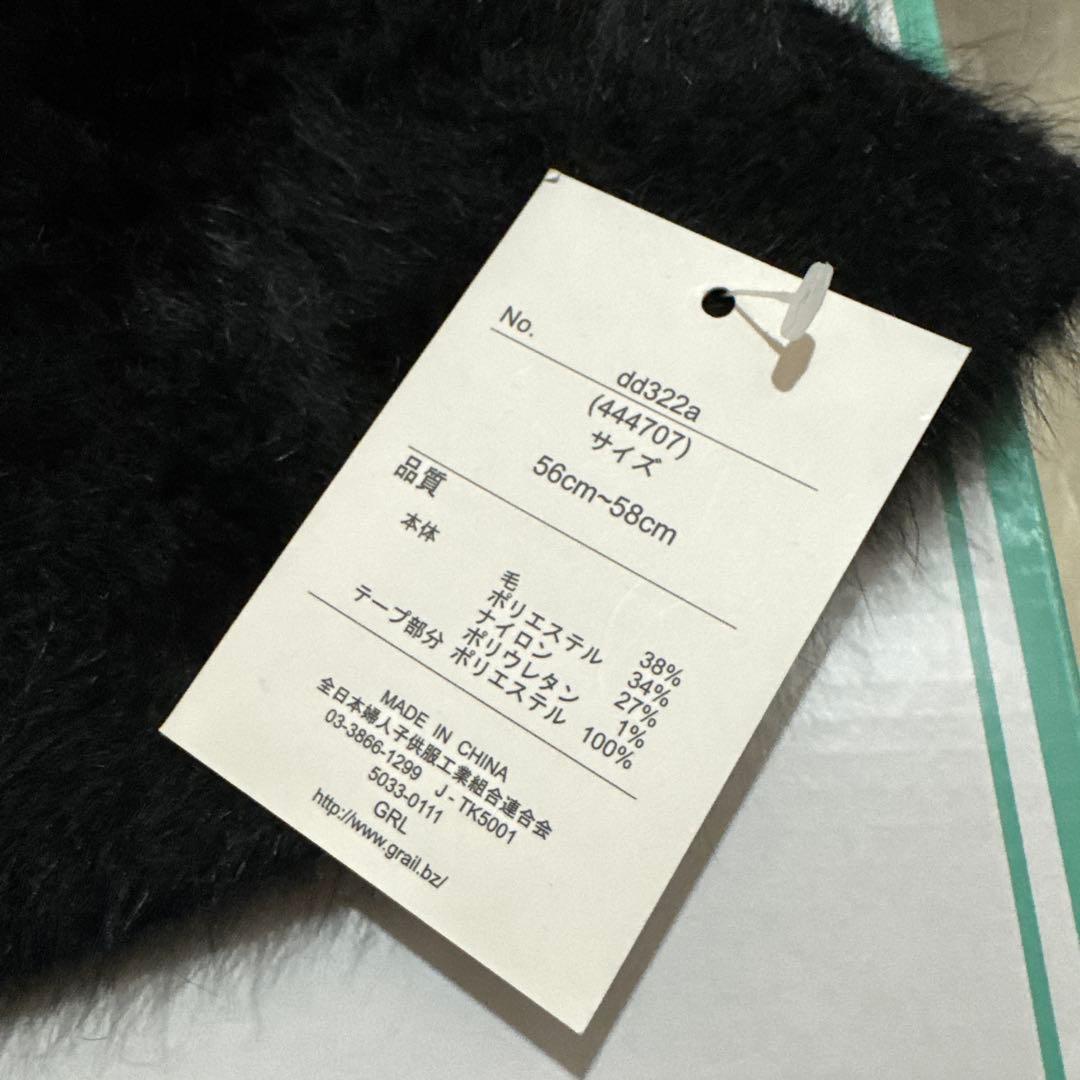 No.
dd322a
(444707)
サイズ
56cm~58cm
品質
本体
毛 38%
ポリエステル 34%
ナイロン 27%
ポリウレタン 1%
テープ部分 ポリエステル 100%
MADE IN CHINA
全日本婦人子供服工業組合連合会
03-3866-1299 J-TK5001
5033-0111
GRL
http://www.grail.bz/